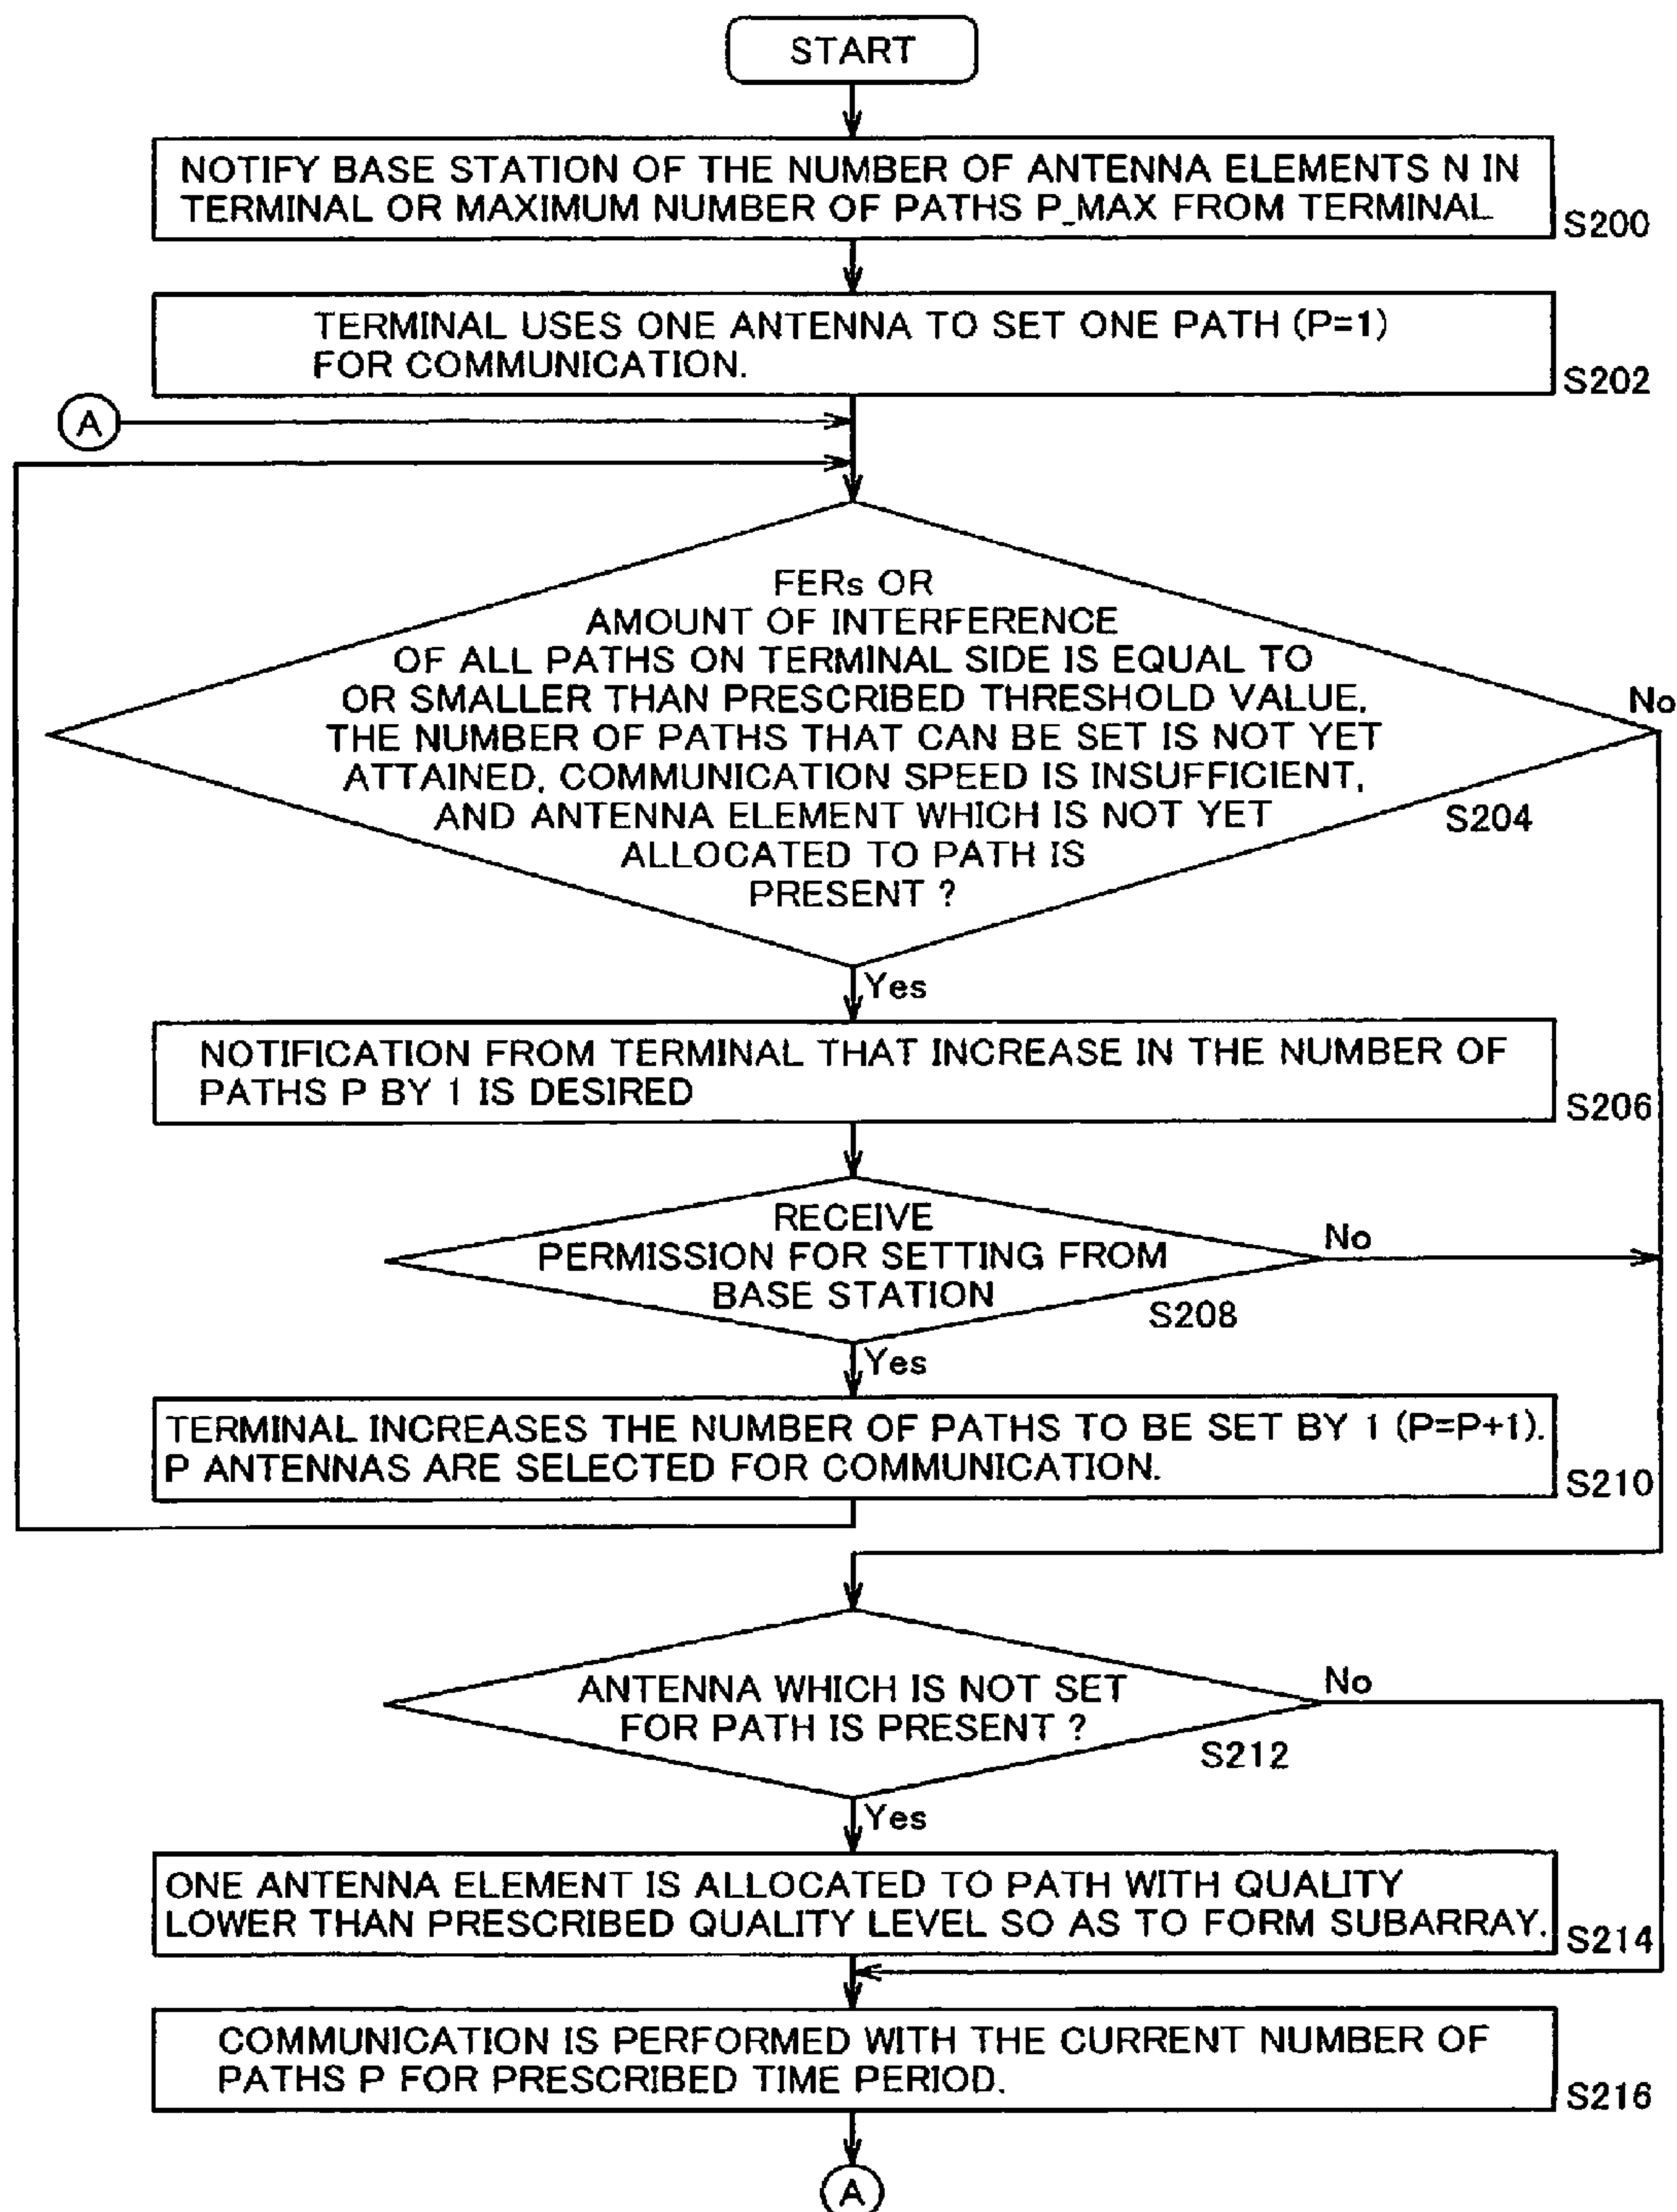 START
NOTIFY BASE STATION OF THE NUMBER OF ANTENNA ELEMENTS N IN
TERMINAL OR MAXIMUM NUMBER OF PATHS P_MAX FROM TERMINAL
S200
TERMINAL USES ONE ANTENNA TO SET ONE PATH (P=1)
FOR COMMUNICATION.
S202
A
FERs OR
AMOUNT OF INTERFERENCE
OF ALL PATHS ON TERMINAL SIDE IS EQUAL TO
OR SMALLER THAN PRESCRIBED THRESHOLD VALUE,
THE NUMBER OF PATHS THAT CAN BE SET IS NOT YET
ATTAINED, COMMUNICATION SPEED IS INSUFFICIENT,
AND ANTENNA ELEMENT WHICH IS NOT YET
ALLOCATED TO PATH IS
PRESENT ?
No
S204
Yes
NOTIFICATION FROM TERMINAL THAT INCREASE IN THE NUMBER OF
PATHS P BY 1 IS DESIRED
S206
RECEIVE
PERMISSION FOR SETTING FROM
BASE STATION
No
S208
Yes
TERMINAL INCREASES THE NUMBER OF PATHS TO BE SET BY 1 (P=P+1).
P ANTENNAS ARE SELECTED FOR COMMUNICATION.
S210
ANTENNA WHICH IS NOT SET
FOR PATH IS PRESENT ?
No
S212
Yes
ONE ANTENNA ELEMENT IS ALLOCATED TO PATH WITH QUALITY
LOWER THAN PRESCRIBED QUALITY LEVEL SO AS TO FORM SUBARRAY.
S214
COMMUNICATION IS PERFORMED WITH THE CURRENT NUMBER OF
PATHS P FOR PRESCRIBED TIME PERIOD.
S216
A